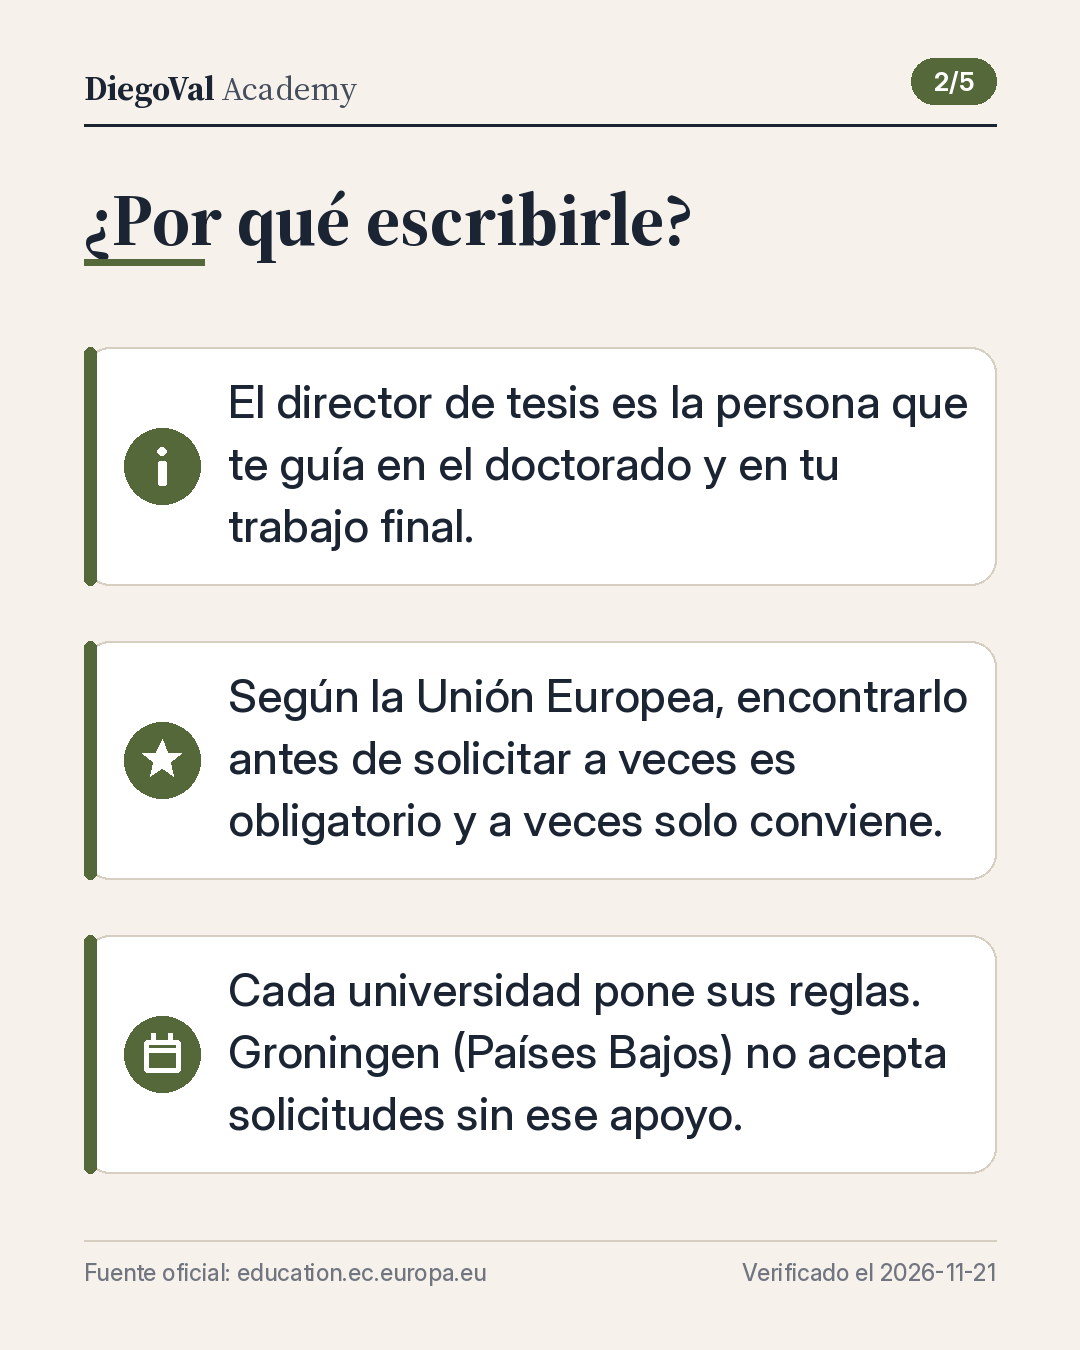 DiegoVal Academy
2/5
¿Por qué escribirle?
El director de tesis es la persona que
te guía en el doctorado y en tu
trabajo final.
Según la Unión Europea, encontrarlo
antes de solicitar a veces es
obligatorio y a veces solo conviene.
Cada universidad pone sus reglas.
Groningen (Países Bajos) no acepta
solicitudes sin ese apoyo.
Fuente oficial: education.ec.europa.eu
Verificado el 2026-11-21